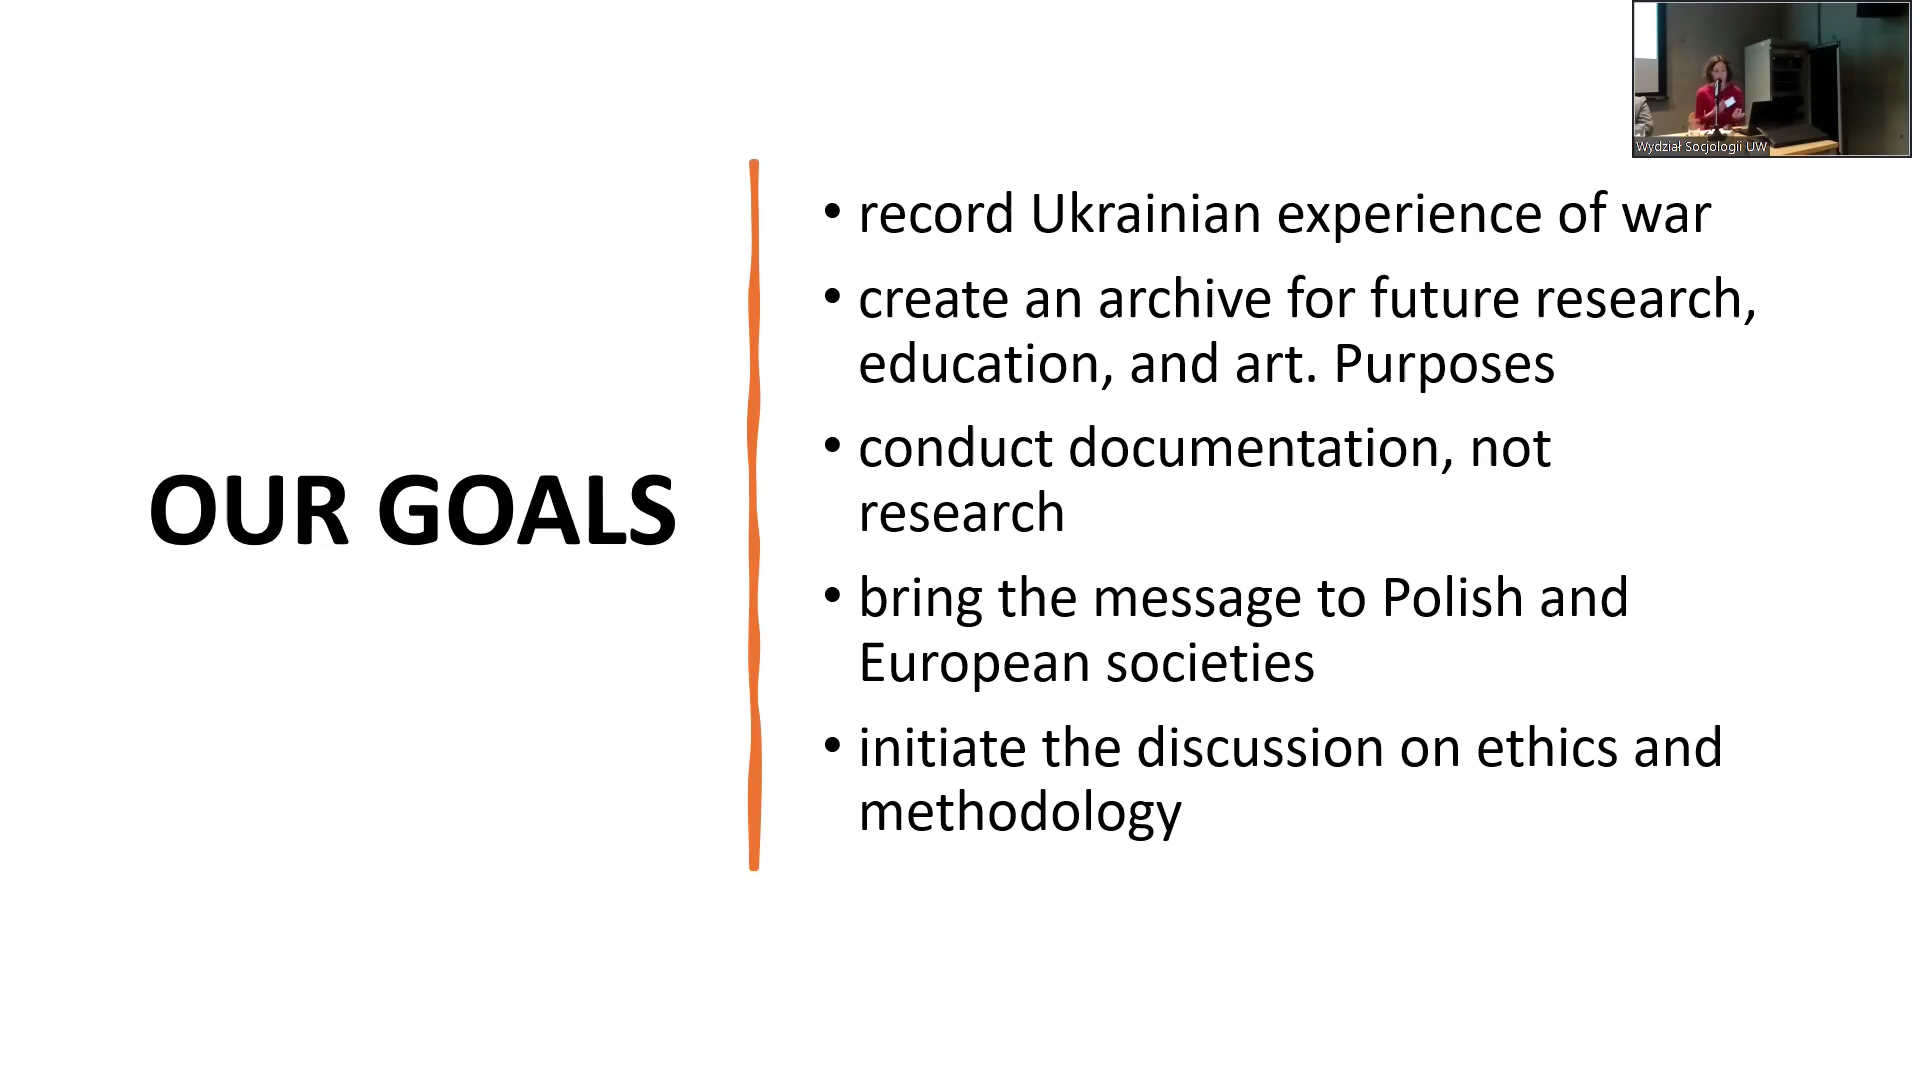 Wydział Socjologii UW
OUR GOALS
• record Ukrainian experience of war
• create an archive for future research,
education, and art. Purposes
• conduct documentation, not
research
• bring the message to Polish and
European societies
• initiate the discussion on ethics and
methodology